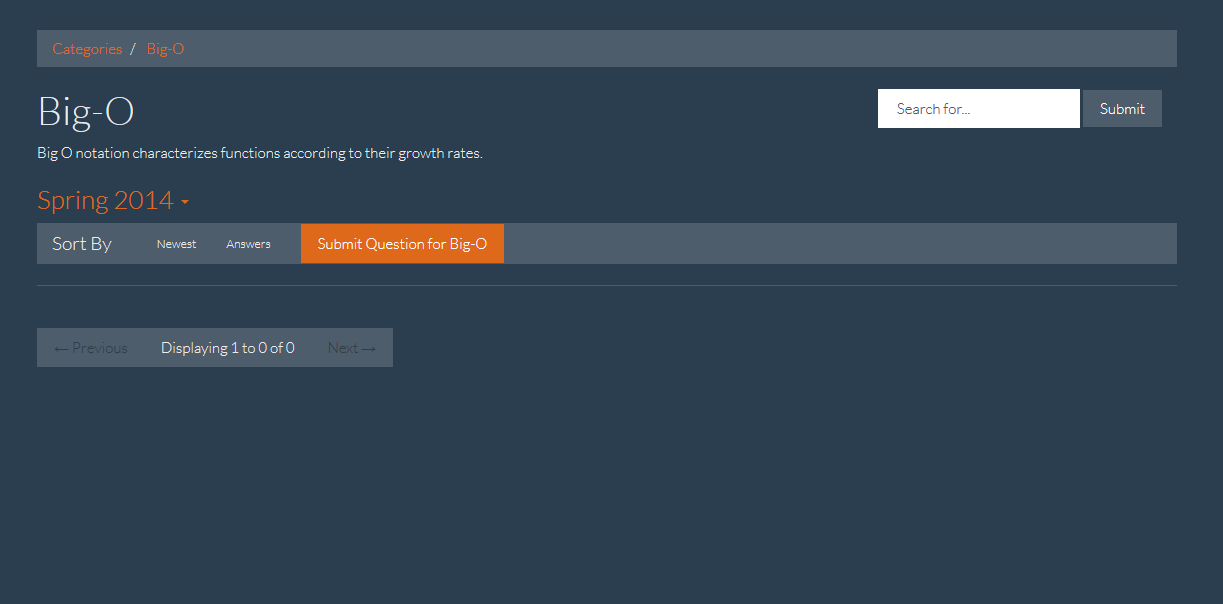 Categories / Big-O
Big-O
Search for...
Submit
Big O notation characterizes functions according to their growth rates.
Spring 2014
Sort By Newest Answers Submit Question for Big-O
← Previous Displaying 1 to 0 of 0 Next →